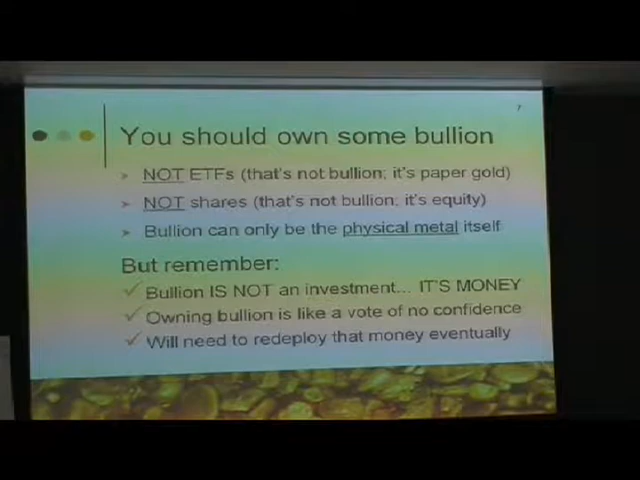 7
You should own some bullion
NOT ETFs (that's not bullion; it's paper gold)
NOT shares (that's not bullion; it's equity)
Bullion can only be the physical metal itself
But remember:
Bullion IS NOT an investment... IT'S MONEY
Owning bullion is like a vote of no confidence
Will need to redeploy that money eventually